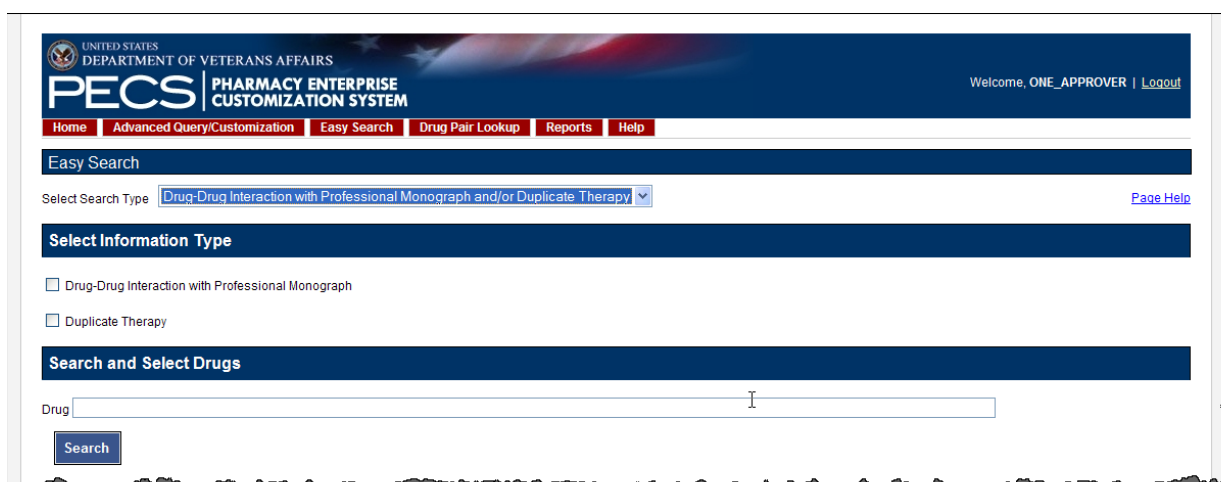 UNITED STATES
DEPARTMENT OF VETERANS AFFAIRS
PECS PHARMACY ENTERPRISE
CUSTOMIZATION SYSTEM
Welcome, ONE_APPROVER | Logout
Home Advanced Query/Customization Easy Search Drug Pair Lookup Reports Help
Easy Search
Select Search Type Drug-Drug Interaction with Professional Monograph and/or Duplicate Therapy
Page Help
Select Information Type
Drug-Drug Interaction with Professional Monograph
Duplicate Therapy
Search and Select Drugs
Drug
Search